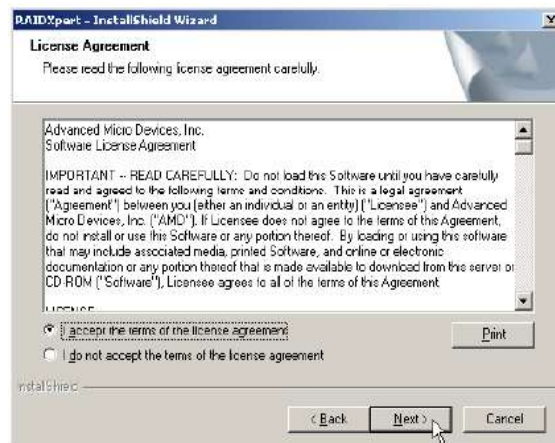 RAIDXpert - InstallShield Wizard
License Agreement
Please read the following license agreement carefully.
Advanced Micro Devices, Inc.
Software License Agreement
IMPORTANT -- READ CAREFULLY: Do not load this Software until you have carefully
read and agreed to the following terms and conditions. This is a legal agreement
("Agreement") between you (either an individual or an entity) ("Licensee") and Advanced
Micro Devices, Inc. ("AMD"). If Licensee does not agree to the terms of this Agreement,
do not install or use this Software or any portion thereof. By loading or using this software
that may include associated media, printed Software, and online or electronic
documentation or any portion thereof that is made available to download from this server or
CD-ROM ("Software"), Licensee agrees to all of the terms of this Agreement
LICENSE
I accept the terms of the license agreement
Print
I do not accept the terms of the license agreement
InstallShield
< Back
Next >
Cancel